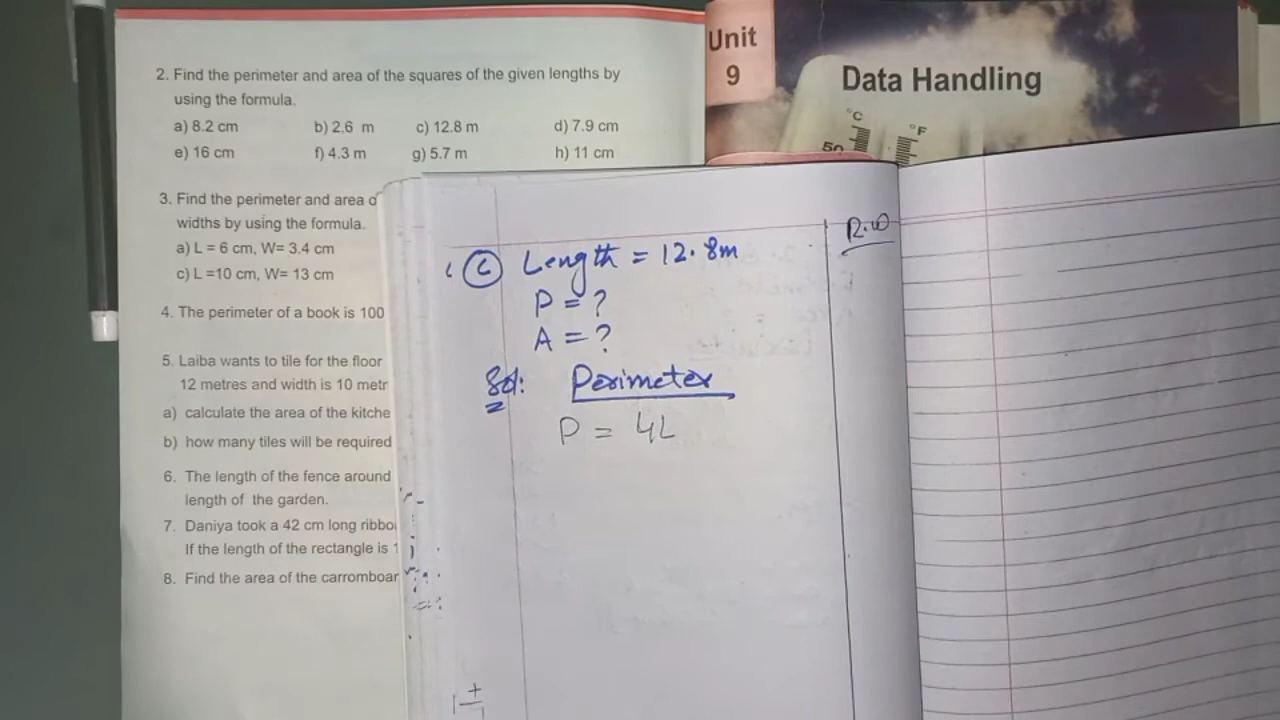 2. Find the perimeter and area of the squares of the given lengths by
using the formula.
a) 8.2 cm b) 2.6 m c) 12.8 m d) 7.9 cm
e) 16 cm f) 4.3 m g) 5.7 m h) 11 cm
3. Find the perimeter and area
widths by using the formula.
a) L = 6 cm, W= 3.4 cm
c) L =10 cm, W= 13 cm
4. The perimeter of a book is 100
5. Laiba wants to tile for the floor
12 metres and width is 10 metr
a) calculate the area of the kitche
b) how many tiles will be required
6. The length of the fence around
length of the garden.
7. Daniya took a 42 cm long ribbo
If the length of the rectangle is 1
8. Find the area of the carromboar
Unit
9
Data Handling
°C
°F
50
R.W
(c) Length = 12.8m
P = ?
A = ?
Sol: Perimeter
P = 4L